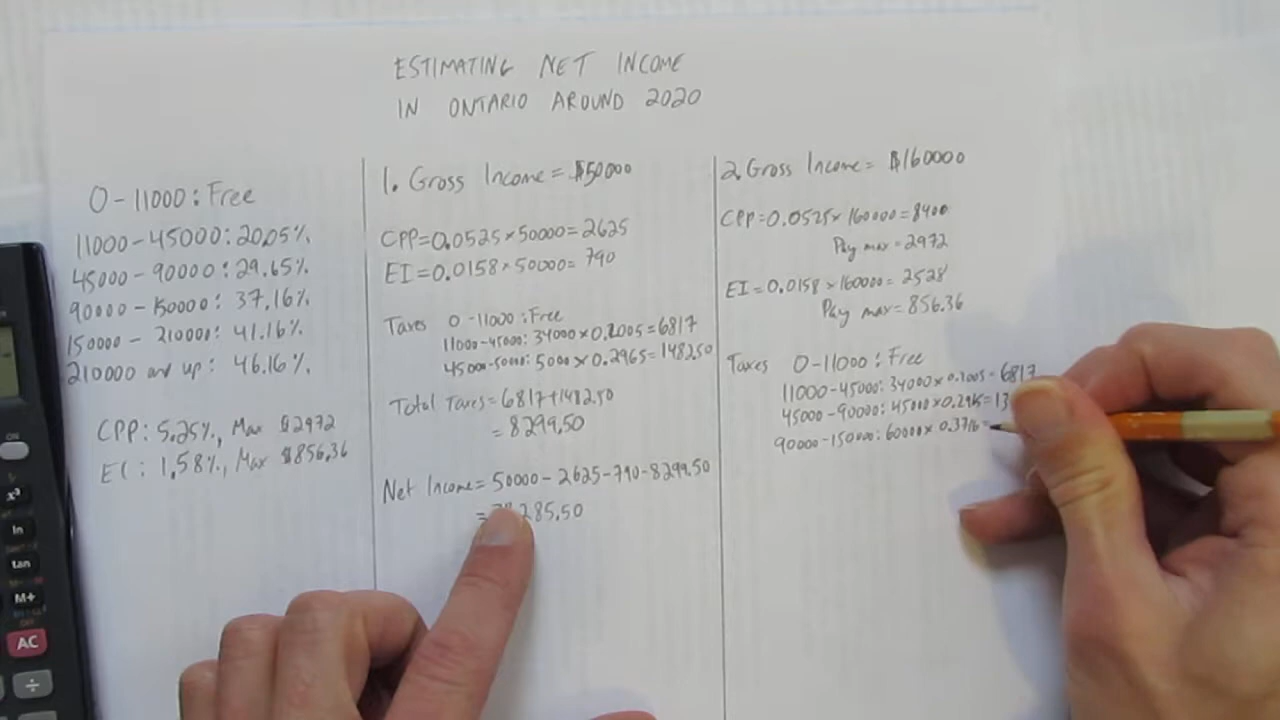 ESTIMATING NET INCOME
IN ONTARIO AROUND 2020
0-11000: Free
11000-45000: 20.05%
45000-90000: 29.65%
90000-150000: 37.16%
150000-210000: 41.16%
210000 and up: 46.16%
CPP: 5.25%, Max $2972
EI: 1.58%, Max $856.36
1. Gross Income = $50000
CPP=0.0525×50000=2625
EI=0.0158×50000=790
Taxes 0-11000: Free
11000-45000: 34000×0.2005=6817
45000-50000: 5000×0.2965=1482.50
Total Taxes=6817+1482.50
=8299.50
Net Income=50000-2625-790-8299.50
=285.50
2. Gross Income= $160000
CPP=0.0525×160000=8400
Pay max=2972
EI=0.0158×160000=2528
Pay max=856.36
Taxes 0-11000: Free
11000-45000: 34000×0.2005=6817
45000-90000: 45000×0.2965=13
90000-150000: 60000×0.3716=
ON
x³
ln
tan
M+
AC
÷